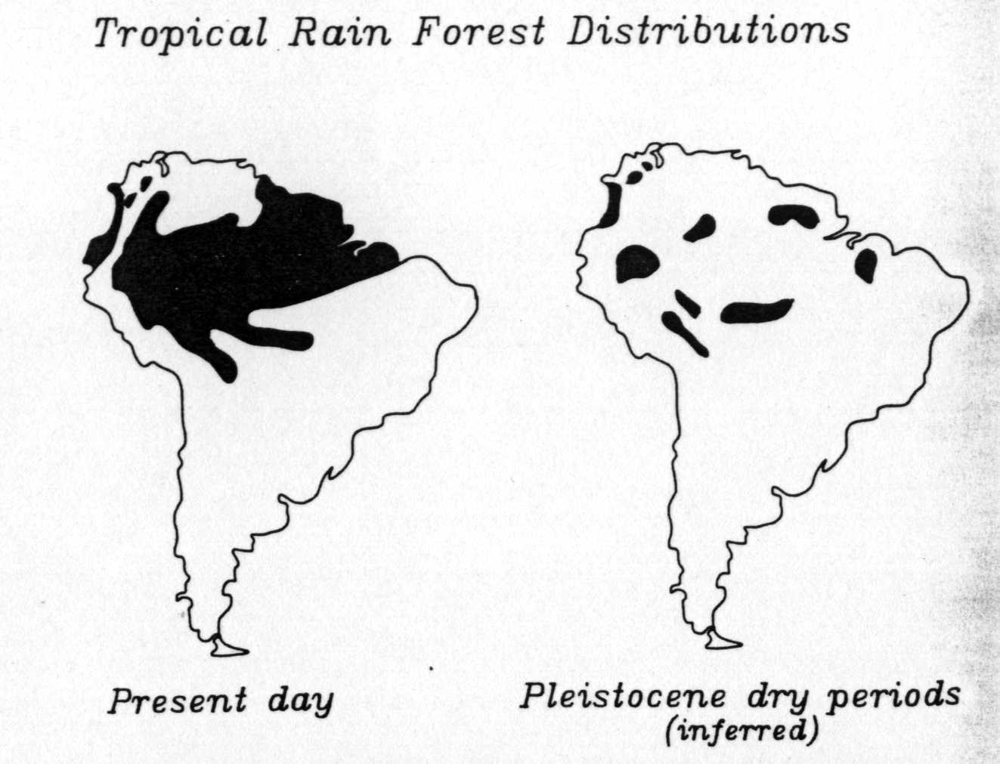 Tropical Rain Forest Distributions
Present day
Pleistocene dry periods
(inferred)